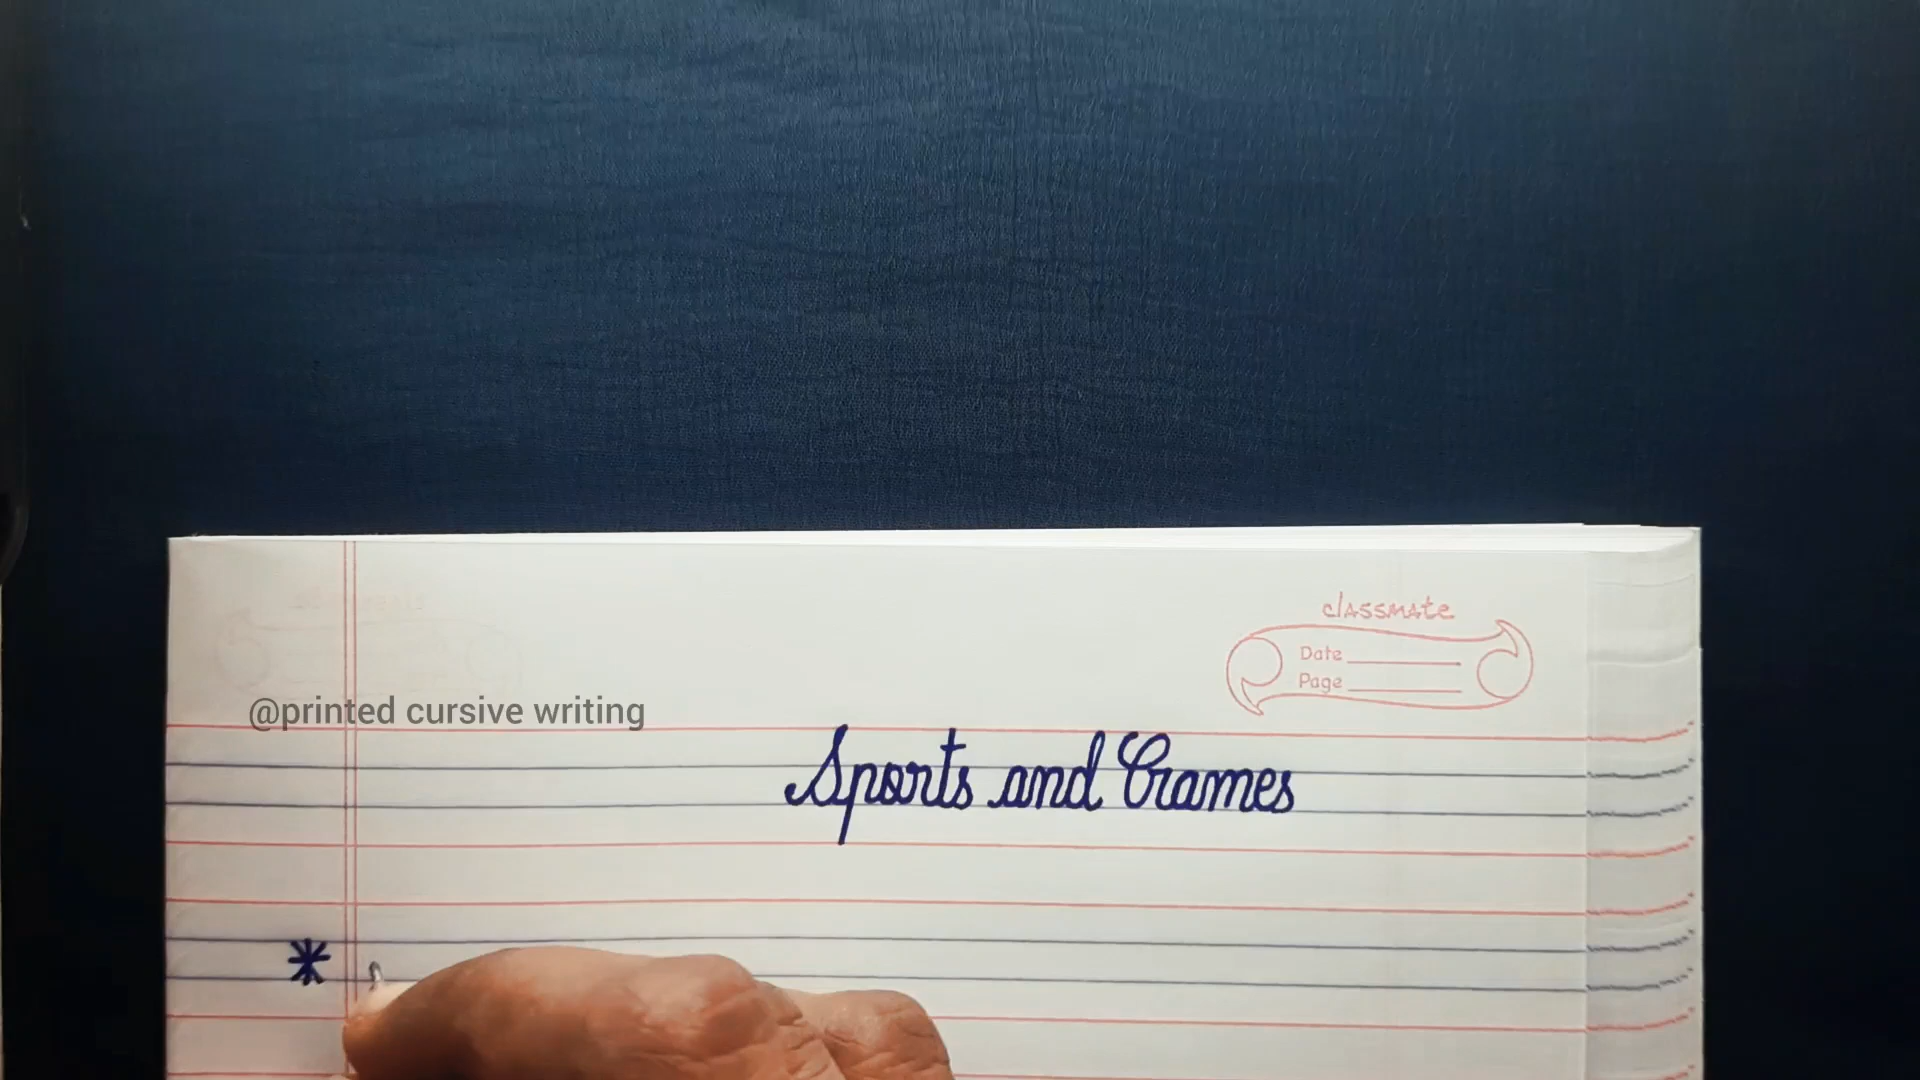 classmate
Date
Page
@printed cursive writing
Sports and Games
*